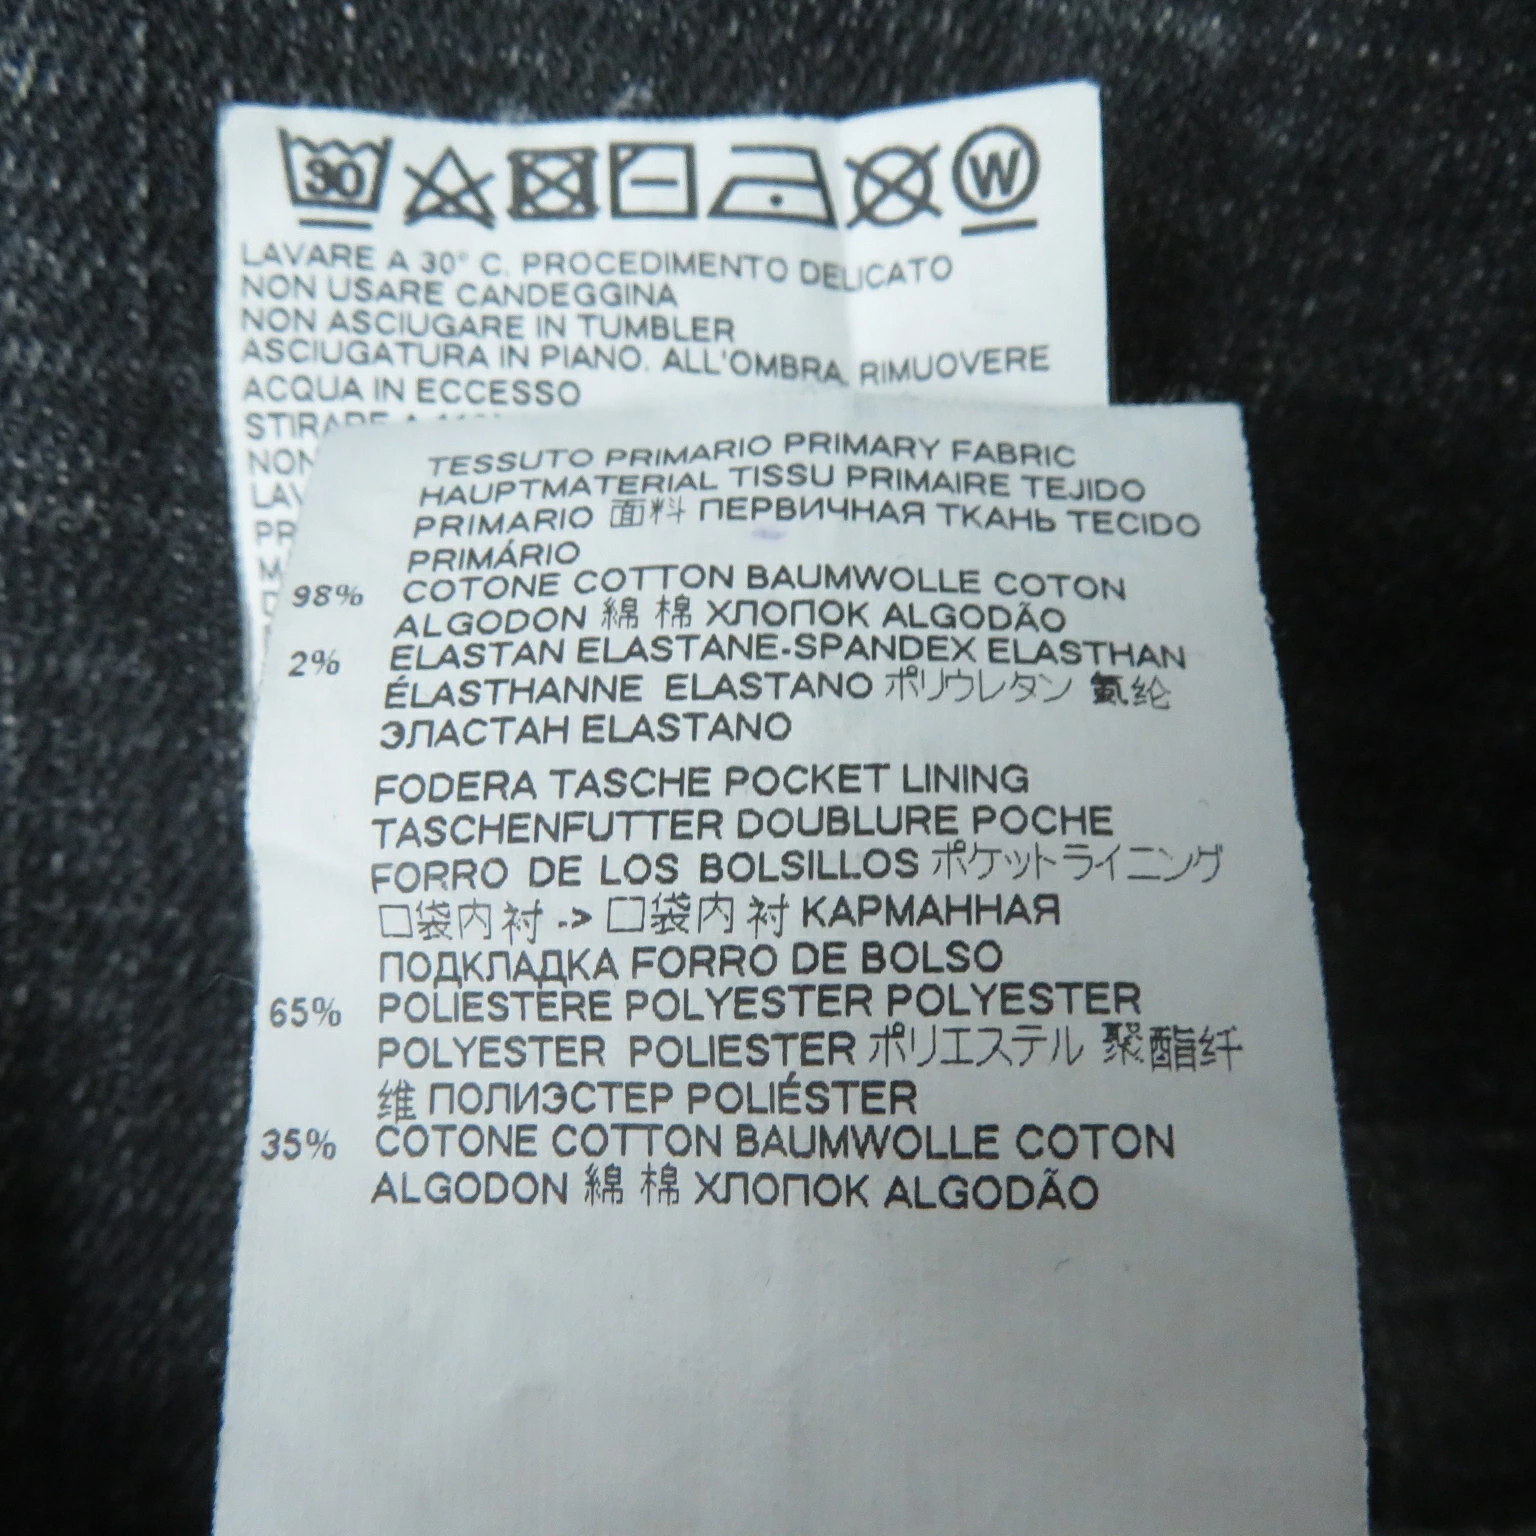 30 W
LAVARE A 30° C. PROCEDIMENTO DELICATO
NON USARE CANDEGGINA
NON ASCIUGARE IN TUMBLER
ASCIUGATURA IN PIANO. ALL'OMBRA. RIMUOVERE
ACQUA IN ECCESSO
STIRARE A
NON
LAV
PR
TESSUTO PRIMARIO PRIMARY FABRIC
HAUPTMATERIAL TISSU PRIMAIRE TEJIDO
PRIMARIO 面料 ПЕРВИЧНАЯ ТКАНЬ TECIDO
PRIMÁRIO
98% COTONE COTTON BAUMWOLLE COTON
ALGODON 綿 棉 ХЛОПОК ALGODÃO
2% ELASTAN ELASTANE-SPANDEX ELASTHAN
ÉLASTHANNE ELASTANO ポリウレタン 氨纶
ЭЛАСТАН ELASTANO
FODERA TASCHE POCKET LINING
TASCHENFUTTER DOUBLURE POCHE
FORRO DE LOS BOLSILLOS ポケットライニング
口袋内衬 -> 口袋内衬 КАРМАННАЯ
ПОДКЛАДКА FORRO DE BOLSO
65% POLIESTERE POLYESTER POLYESTER
POLYESTER POLIESTER ポリエステル 聚酯纤
维 ПОЛИЭСТЕР POLIÉSTER
35% COTONE COTTON BAUMWOLLE COTON
ALGODON 綿 棉 ХЛОПОК ALGODÃO